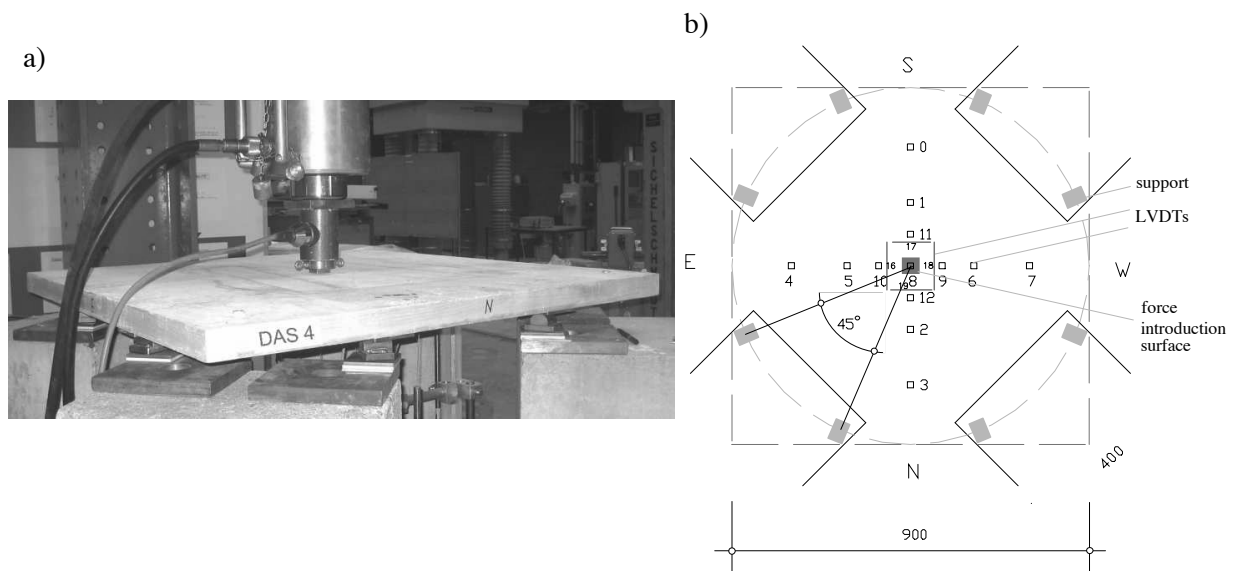 a)
SICHELSCH
N
DAS 4
b)
S
0
1
11
17
E
16
18
W
4
5
10
8
9
6
7
19
12
45°
2
3
N
support
LVDTs
force
introduction
surface
400
900